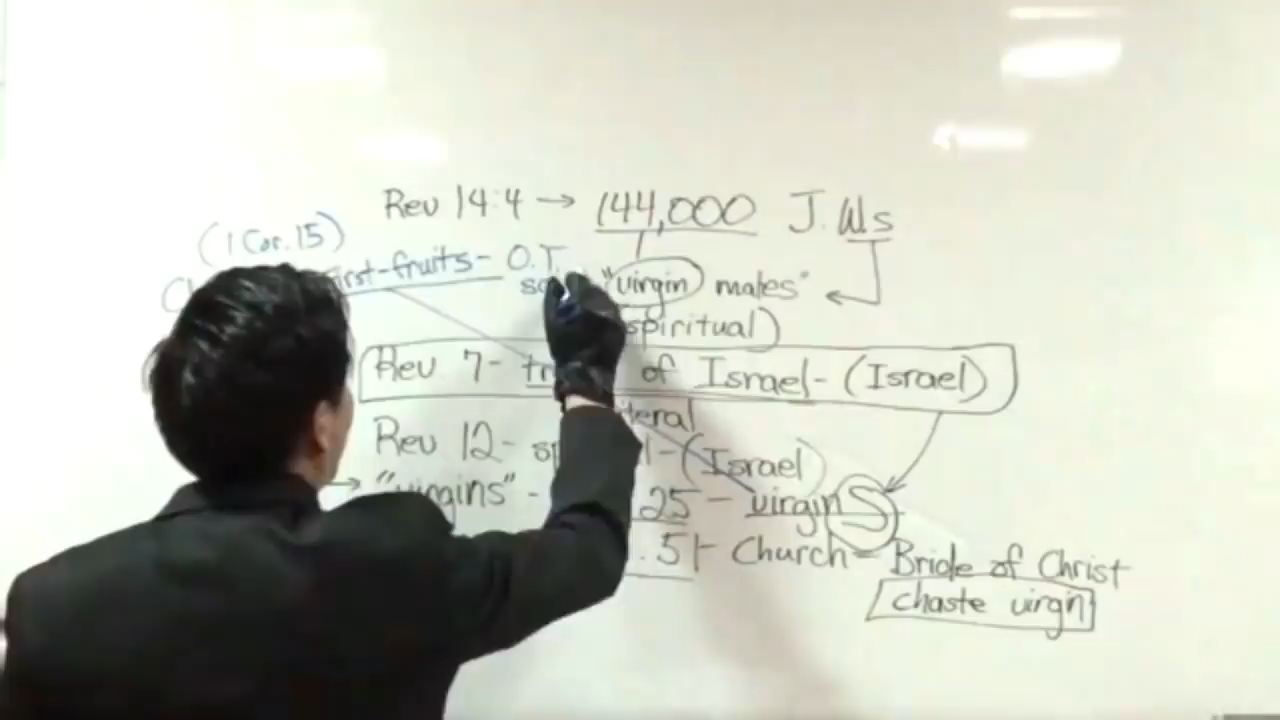 Rev 14:4 → 144,000 J.Ws
(1 Cor. 15)
first-fruits- O.T.
"virgin males"
spiritual)
Rev 7- of Israel- (Israel)
Rev 12- (Israel)
→ "virgins" - 25 - virginS
.5 - Church - Bride of Christ
chaste virgin